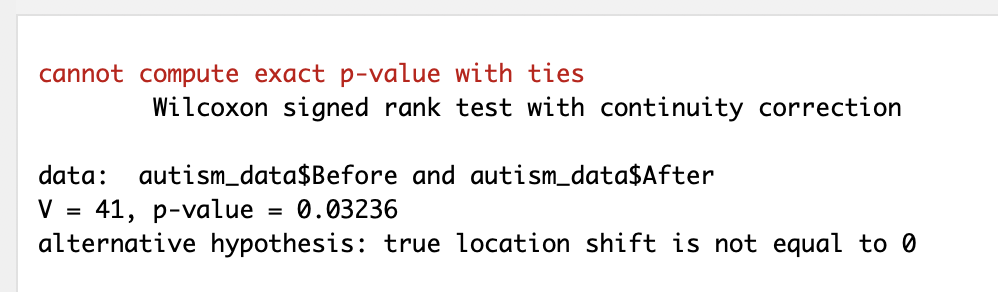 cannot compute exact p-value with ties
Wilcoxon signed rank test with continuity correction
data:  autism_data$Before and autism_data$After
V = 41, p-value = 0.03236
alternative hypothesis: true location shift is not equal to 0